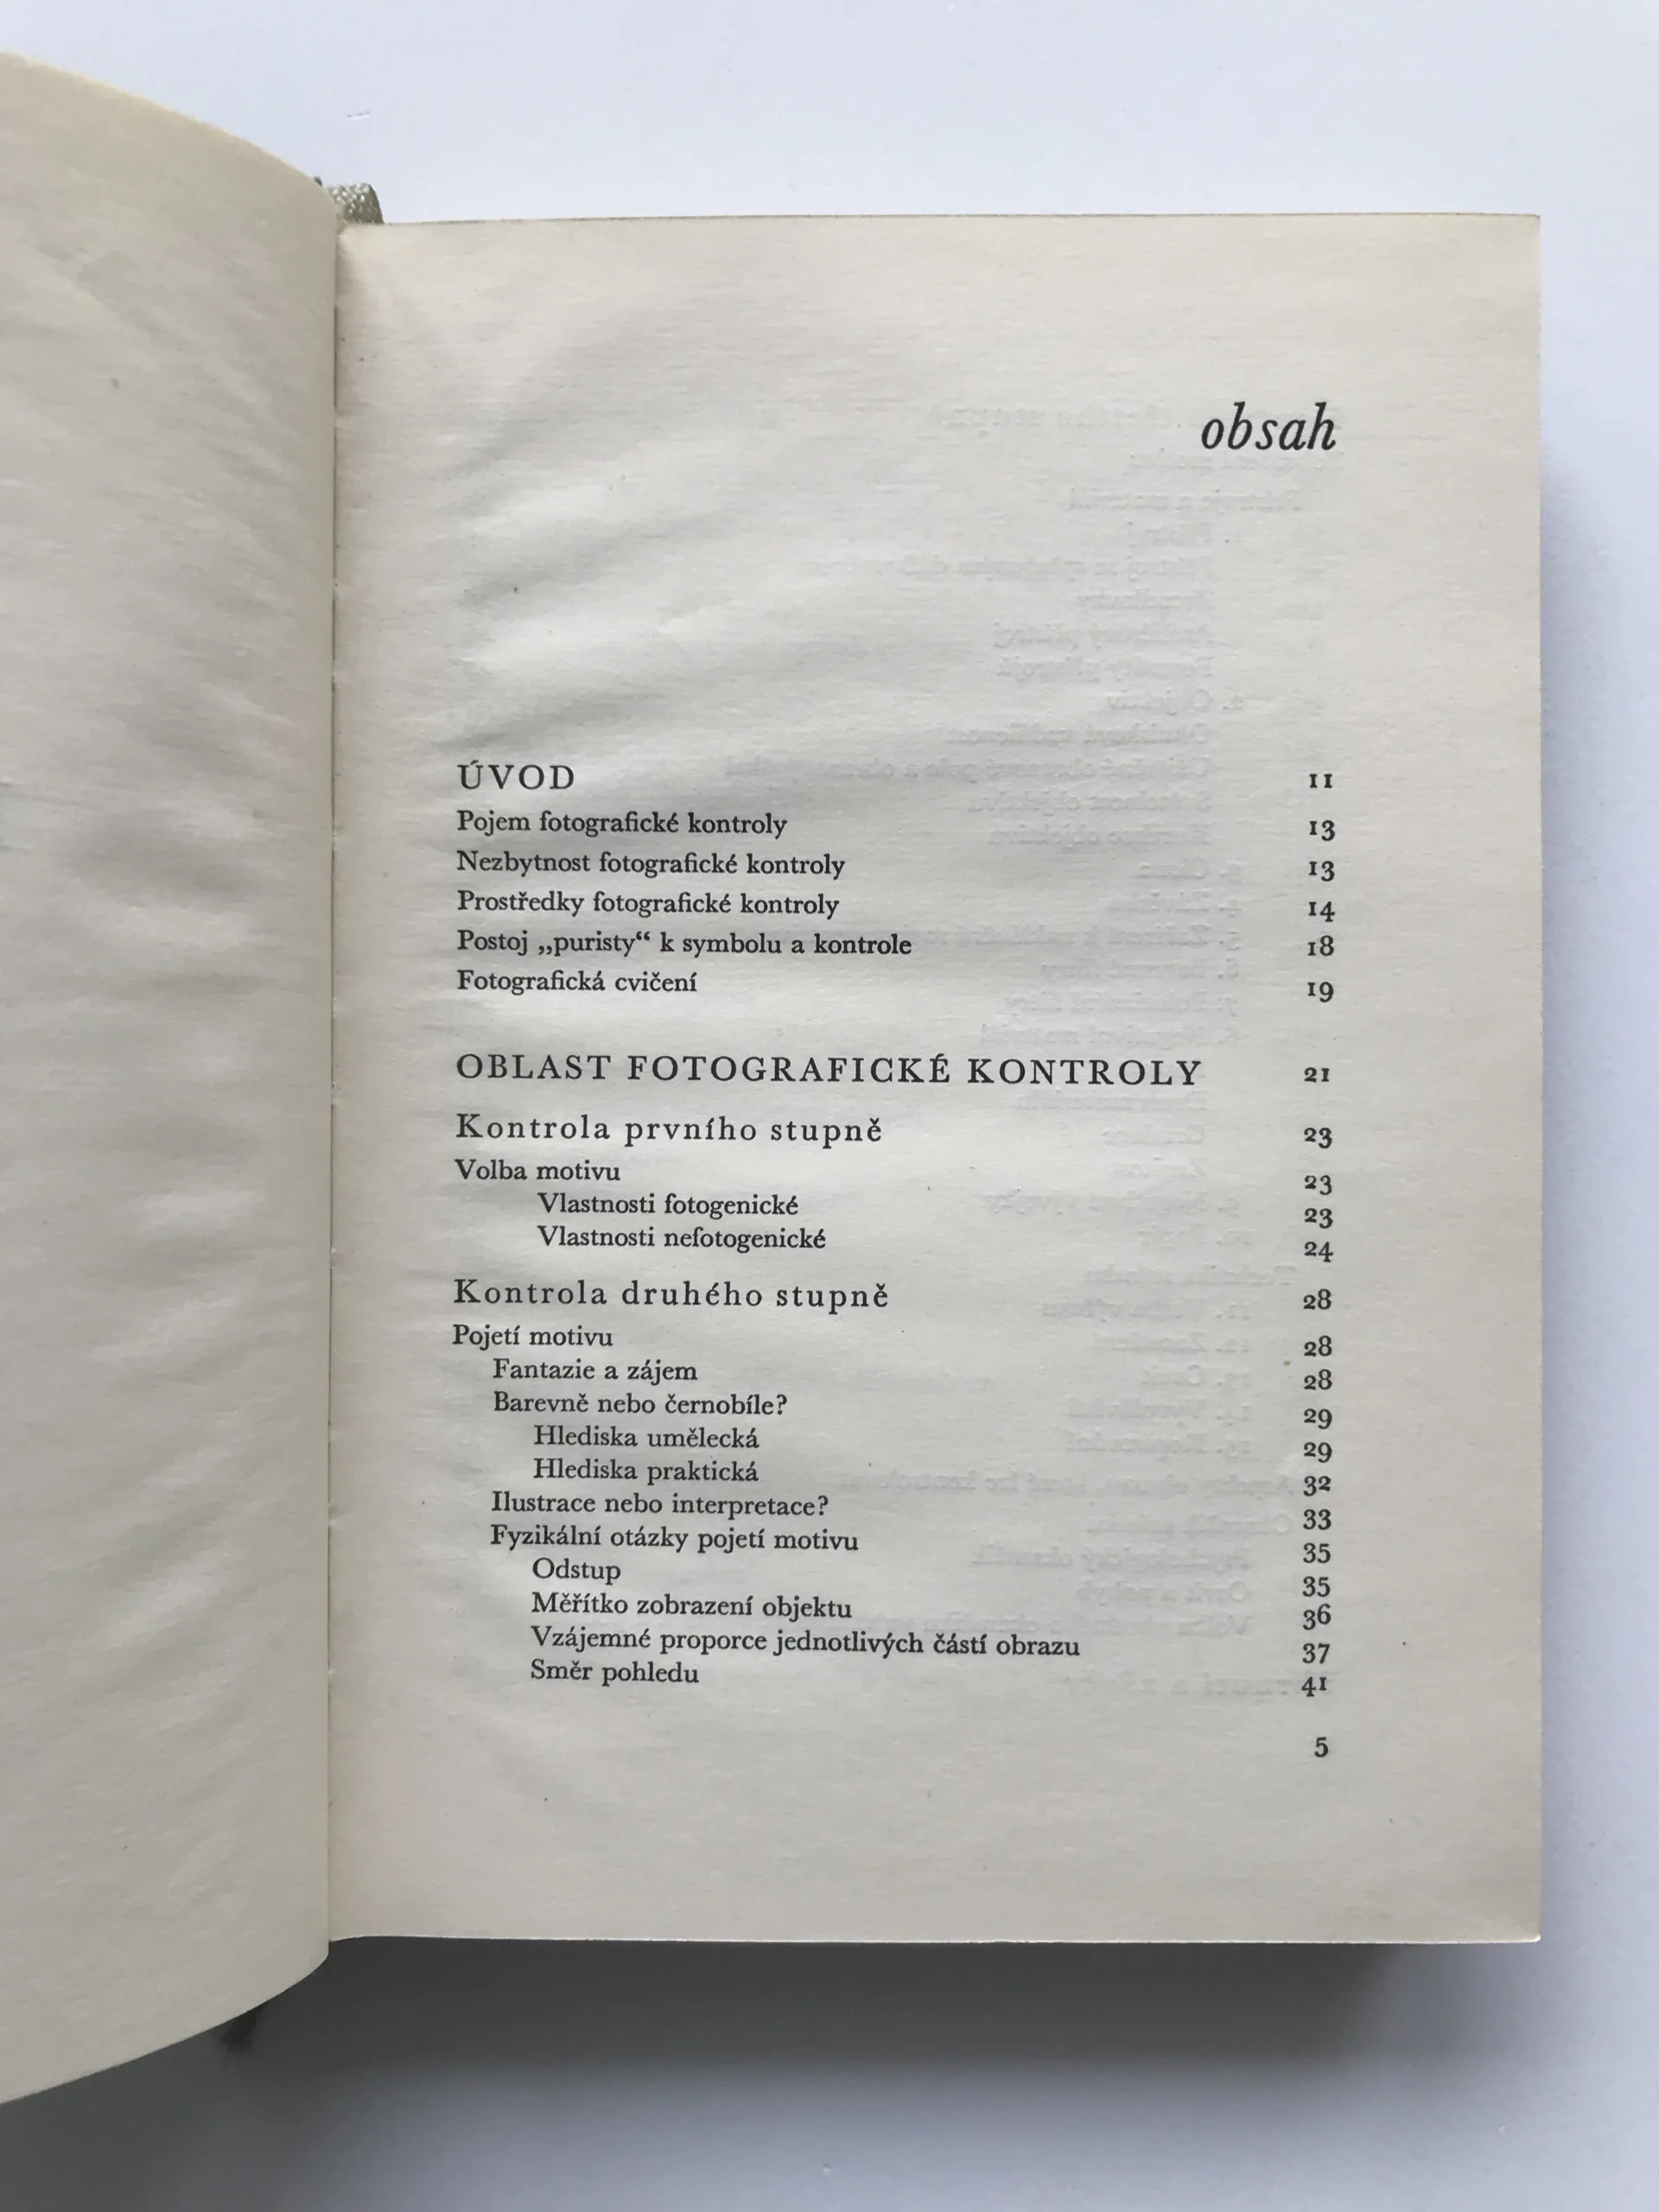 obsah
ÚVOD 11
Pojem fotografické kontroly 13
Nezbytnost fotografické kontroly 13
Prostředky fotografické kontroly 14
Postoj „puristy“ k symbolu a kontrole 18
Fotografická cvičení 19
OBLAST FOTOGRAFICKÉ KONTROLY 21
Kontrola prvního stupně 23
Volba motivu 23
Vlastnosti fotogenické 23
Vlastnosti nefotogenické 24
Kontrola druhého stupně 28
Pojetí motivu 28
Fantazie a zájem 28
Barevně nebo černobíle? 29
Hlediska umělecká 29
Hlediska praktická 32
Ilustrace nebo interpretace? 33
Fyzikální otázky pojetí motivu 35
Odstup 35
Měřítko zobrazení objektu 36
Vzájemné proporce jednotlivých částí obrazu 37
Směr pohledu 41
5